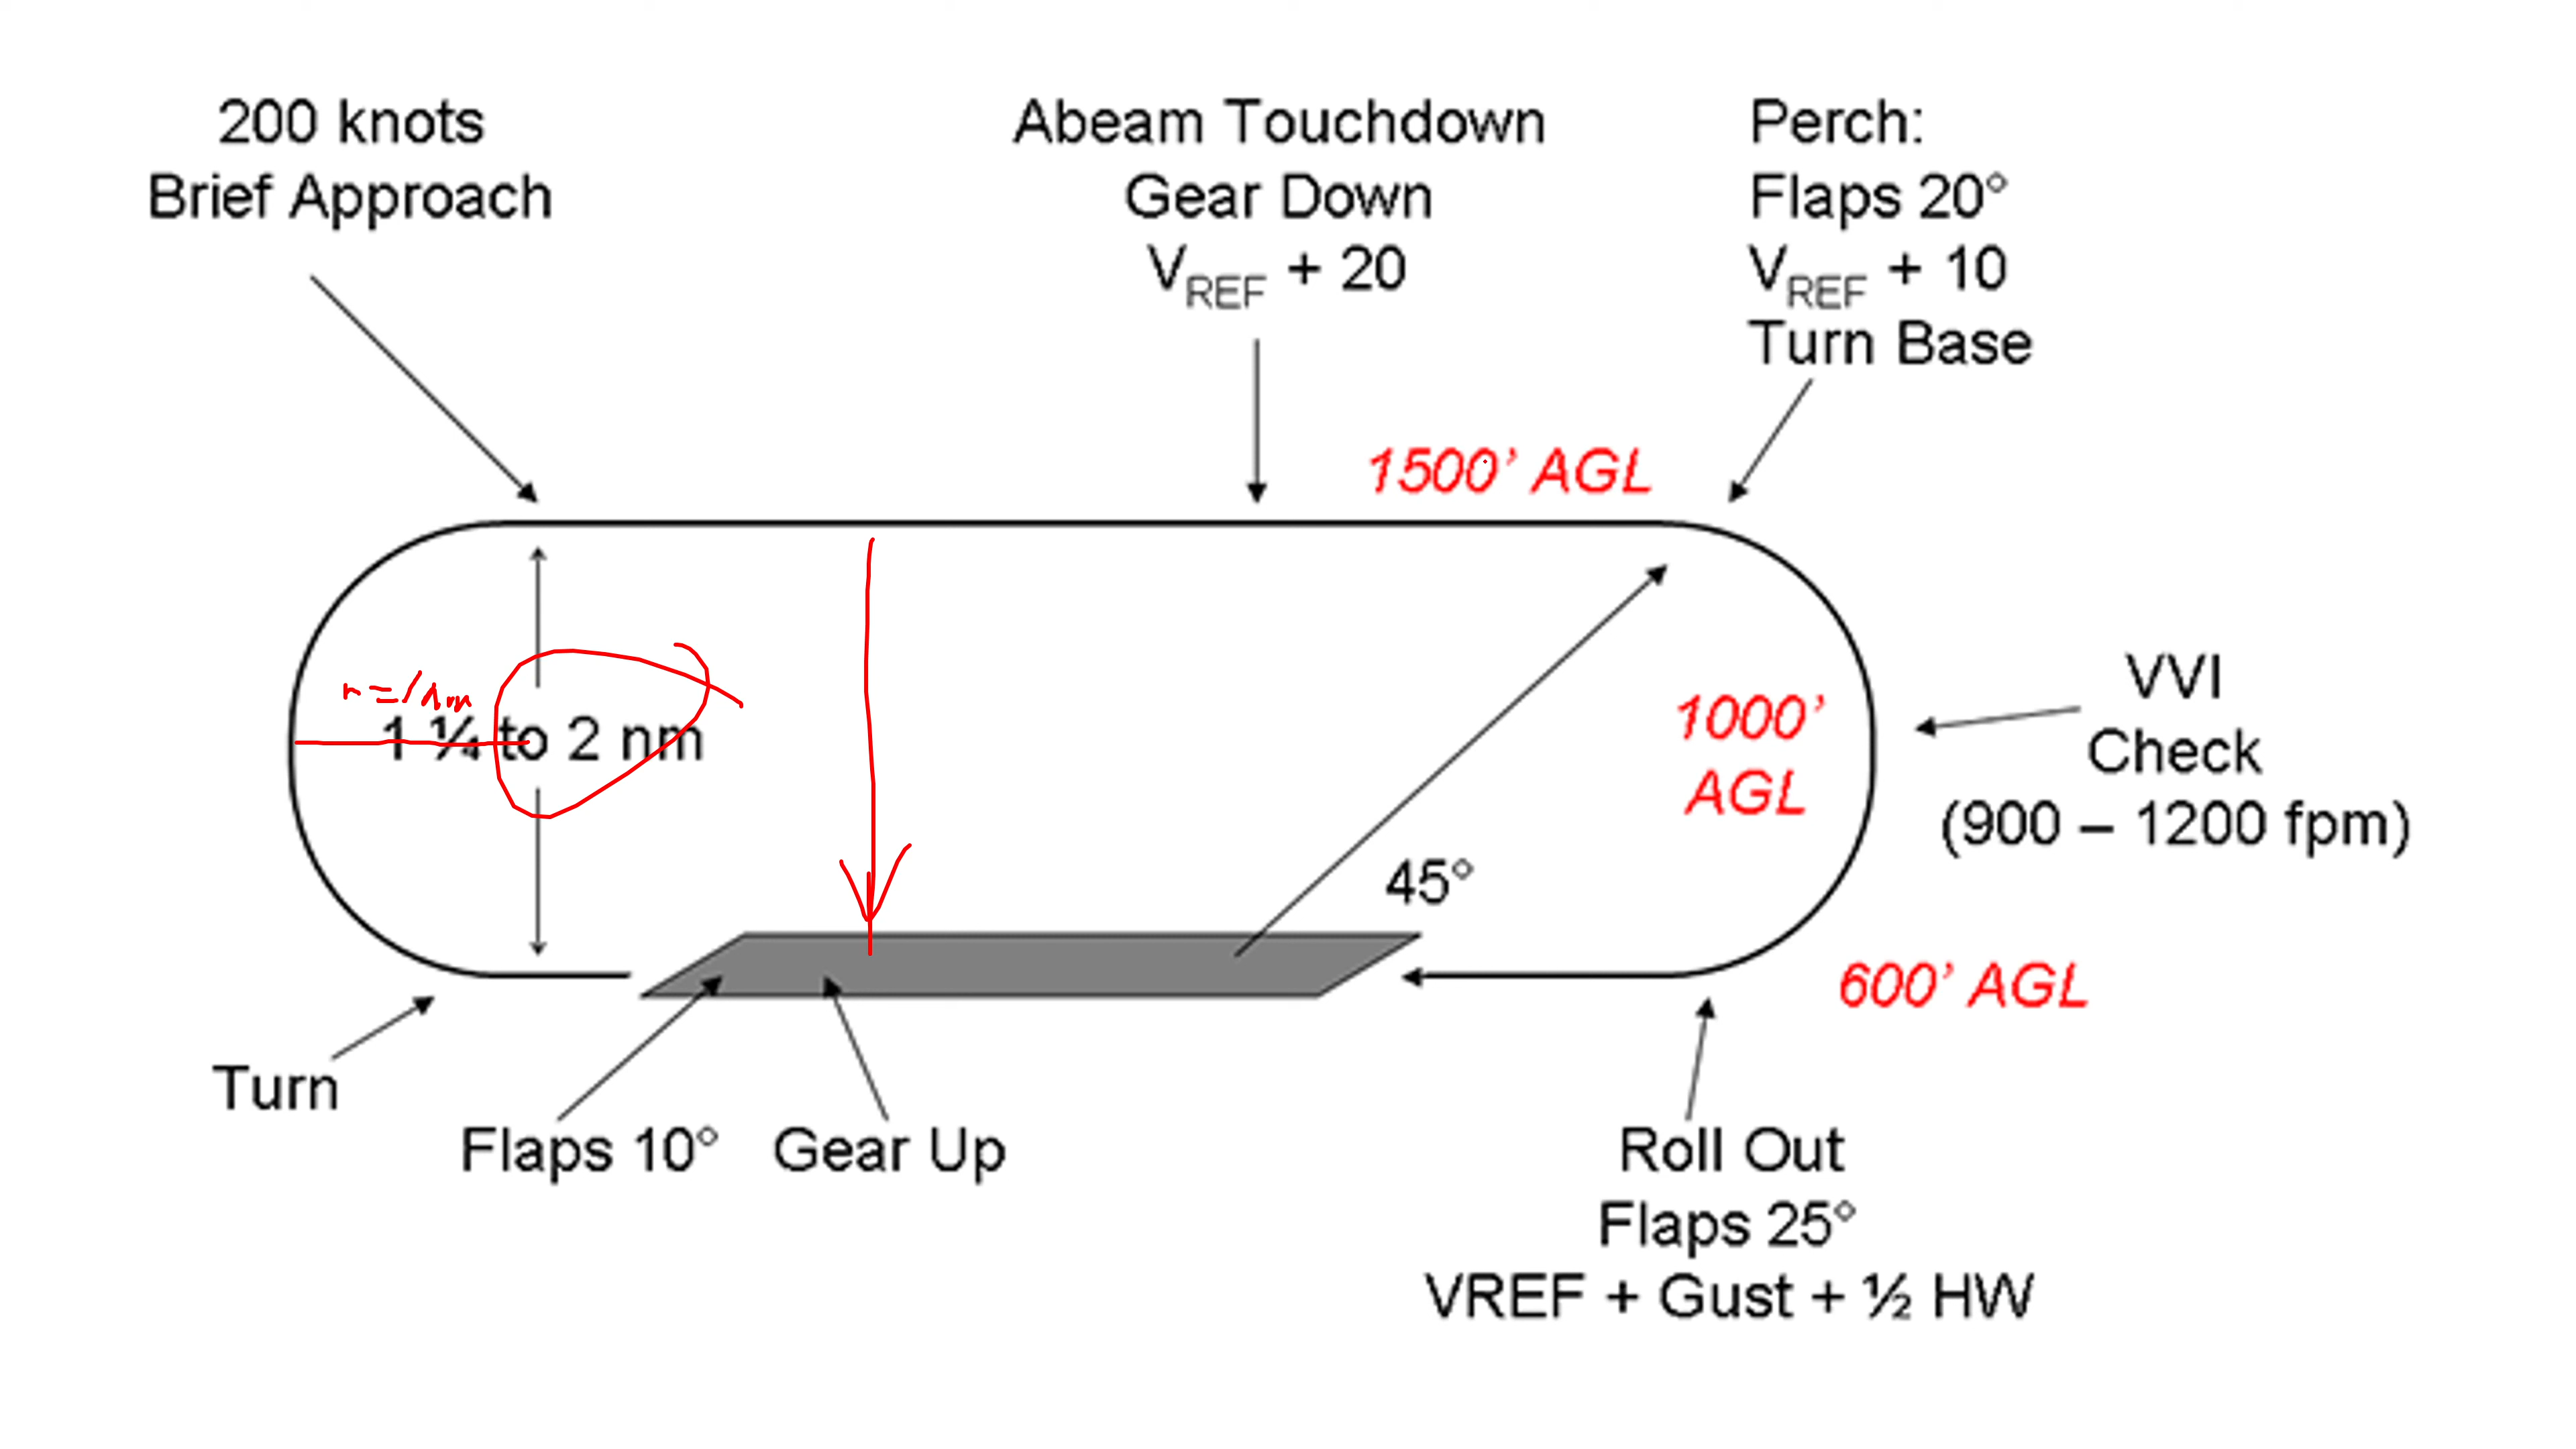 200 knots
Brief Approach
Abeam Touchdown
Gear Down
VREF + 20
Perch:
Flaps 20°
VREF + 10
Turn Base
1500’ AGL
1 ¼ to 2 nm
1000’
AGL
VVI
Check
(900 – 1200 fpm)
45°
600’ AGL
Turn
Flaps 10°
Gear Up
Roll Out
Flaps 25°
VREF + Gust + ½ HW